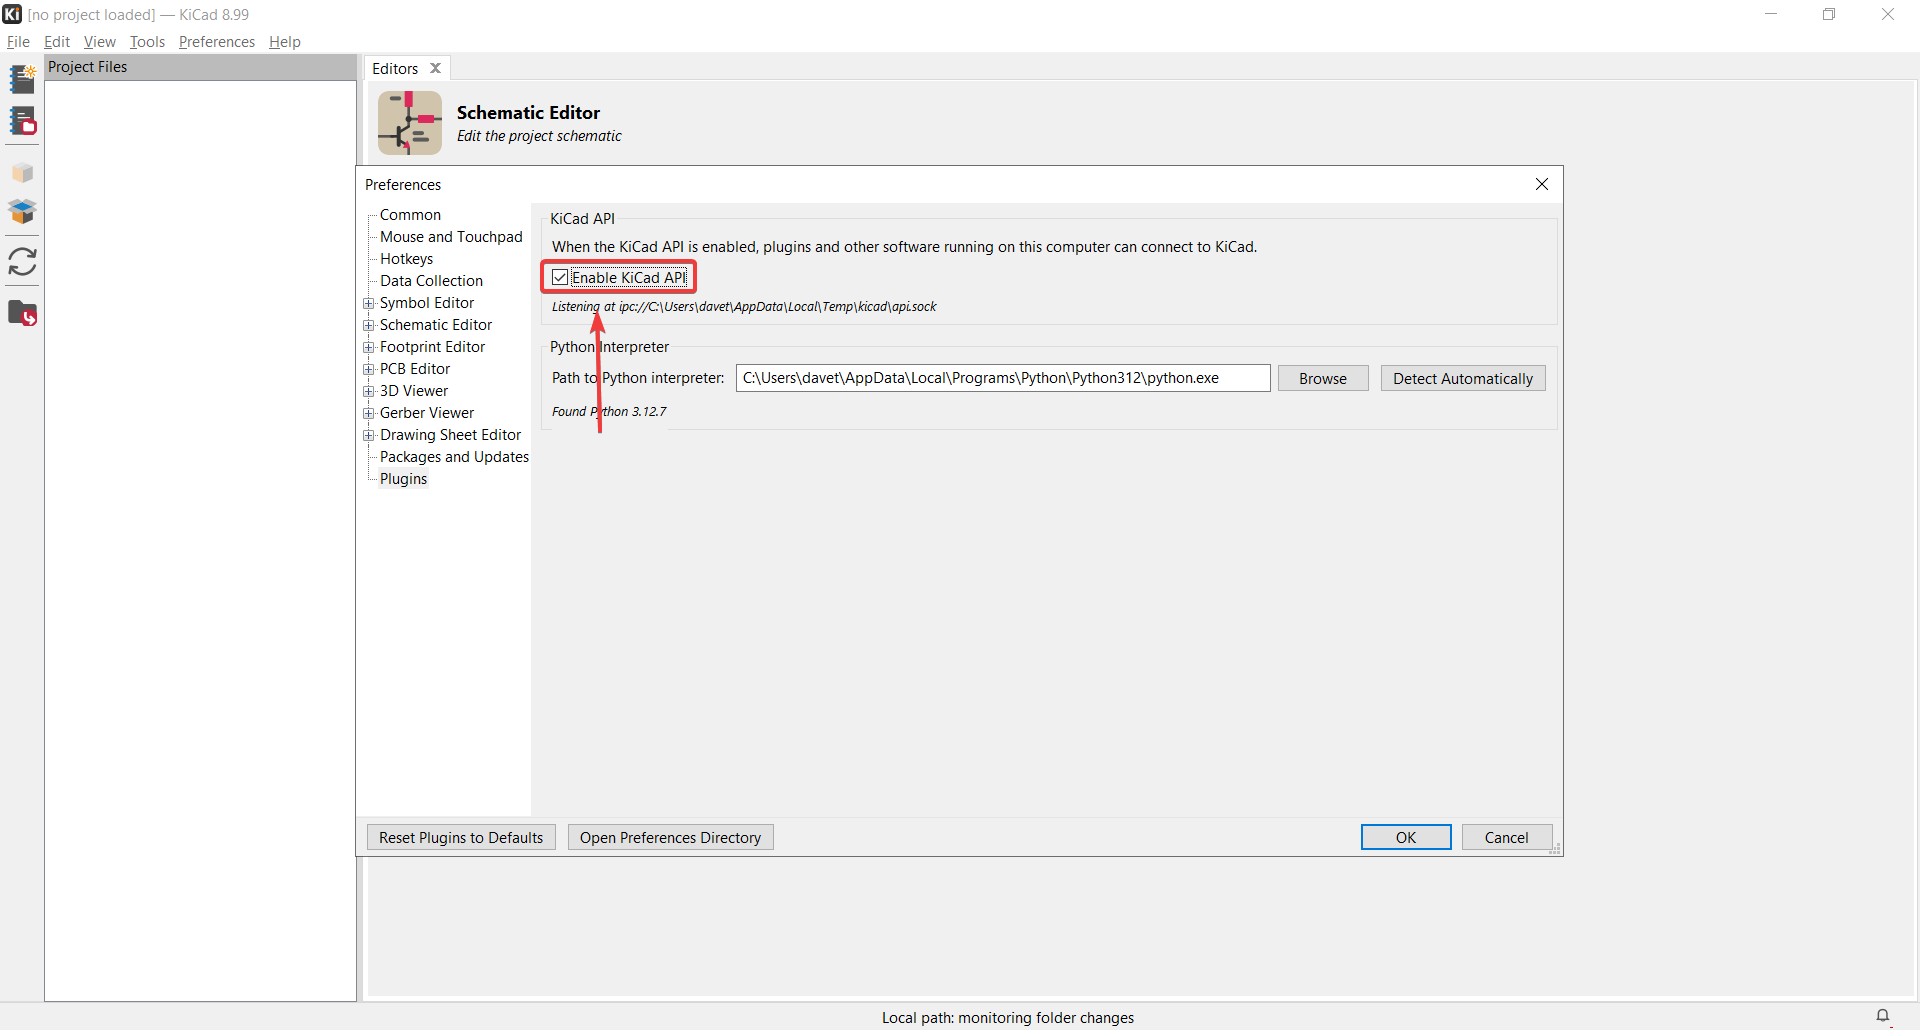 Ki [no project loaded] — KiCad 8.99
File Edit View Tools Preferences Help
Project Files
Editors
Schematic Editor
Edit the project schematic
Preferences
Common
Mouse and Touchpad
Hotkeys
Data Collection
Symbol Editor
Schematic Editor
Footprint Editor
PCB Editor
3D Viewer
Gerber Viewer
Drawing Sheet Editor
Packages and Updates
Plugins
KiCad API
When the KiCad API is enabled, plugins and other software running on this computer can connect to KiCad.
Enable KiCad API
Listening at ipc://C:\Users\davet\AppData\Local\Temp\kicad\api.sock
Python Interpreter
Path to Python interpreter: C:\Users\davet\AppData\Local\Programs\Python\Python312\python.exe Browse Detect Automatically
Found Python 3.12.7
Reset Plugins to Defaults Open Preferences Directory OK Cancel
Local path: monitoring folder changes